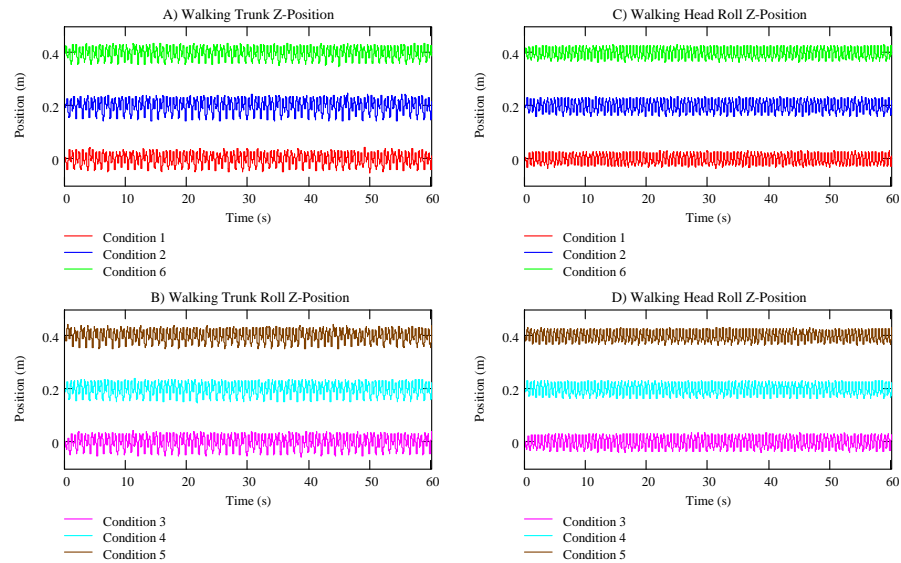 A) Walking Trunk Z-Position
Position (m)
0.4
0.2
0
0 10 20 30 40 50 60
Time (s)
Condition 1
Condition 2
Condition 6
C) Walking Head Roll Z-Position
Position (m)
0.4
0.2
0
0 10 20 30 40 50 60
Time (s)
Condition 1
Condition 2
Condition 6
B) Walking Trunk Roll Z-Position
Position (m)
0.4
0.2
0
0 10 20 30 40 50 60
Time (s)
Condition 3
Condition 4
Condition 5
D) Walking Head Roll Z-Position
Position (m)
0.4
0.2
0
0 10 20 30 40 50 60
Time (s)
Condition 3
Condition 4
Condition 5